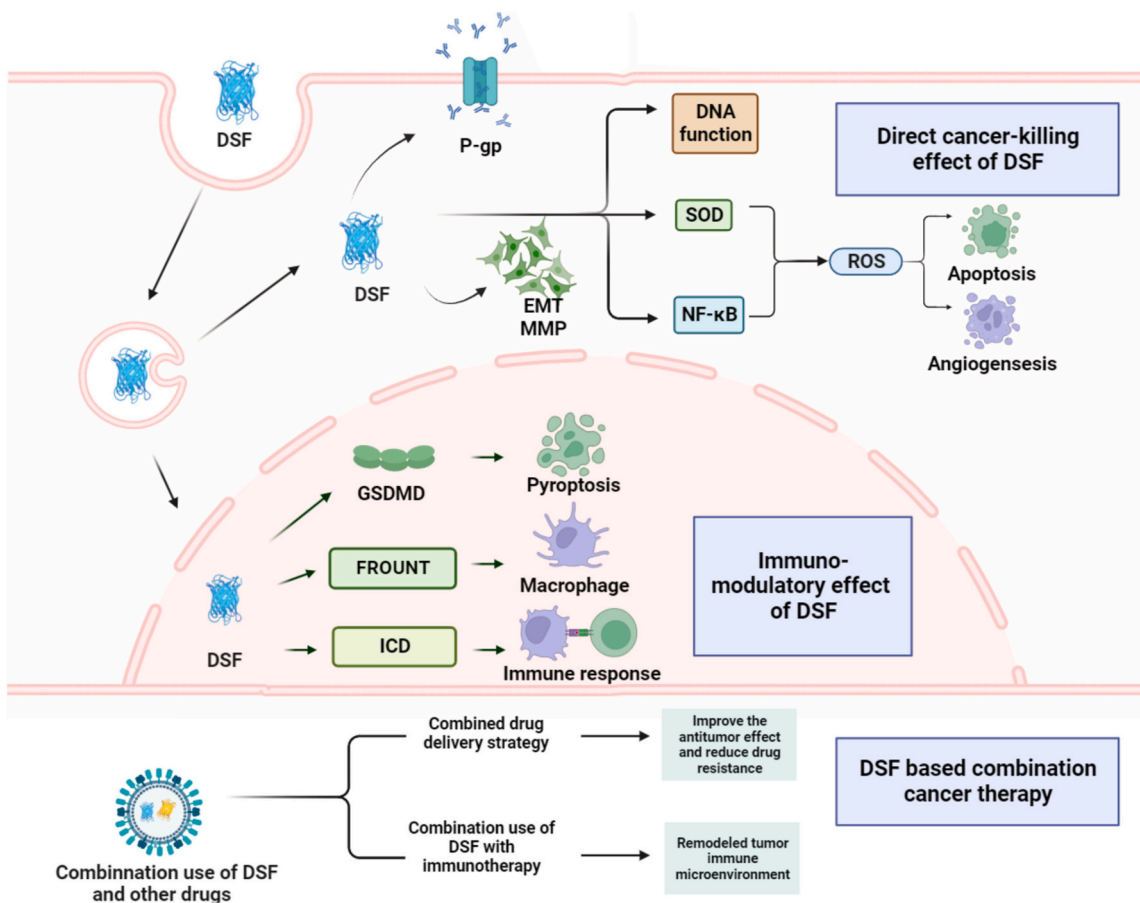 DSF
P-gp
DSF
EMT
MMP
DNA
function
SOD
NF-κB
ROS
Direct cancer-killing
effect of DSF
Apoptosis
Angiogensesis
GSDMD
Pyroptosis
FROUNT
Macrophage
DSF
ICD
Immune response
Immuno-
modulatory effect
of DSF
Combinnation use of DSF
and other drugs
Combined drug
delivery strategy
Improve the
antitumor effect
and reduce drug
resistance
Combination use of
DSF with
immunotherapy
Remodeled tumor
immune
microenvironment
DSF based combination
cancer therapy